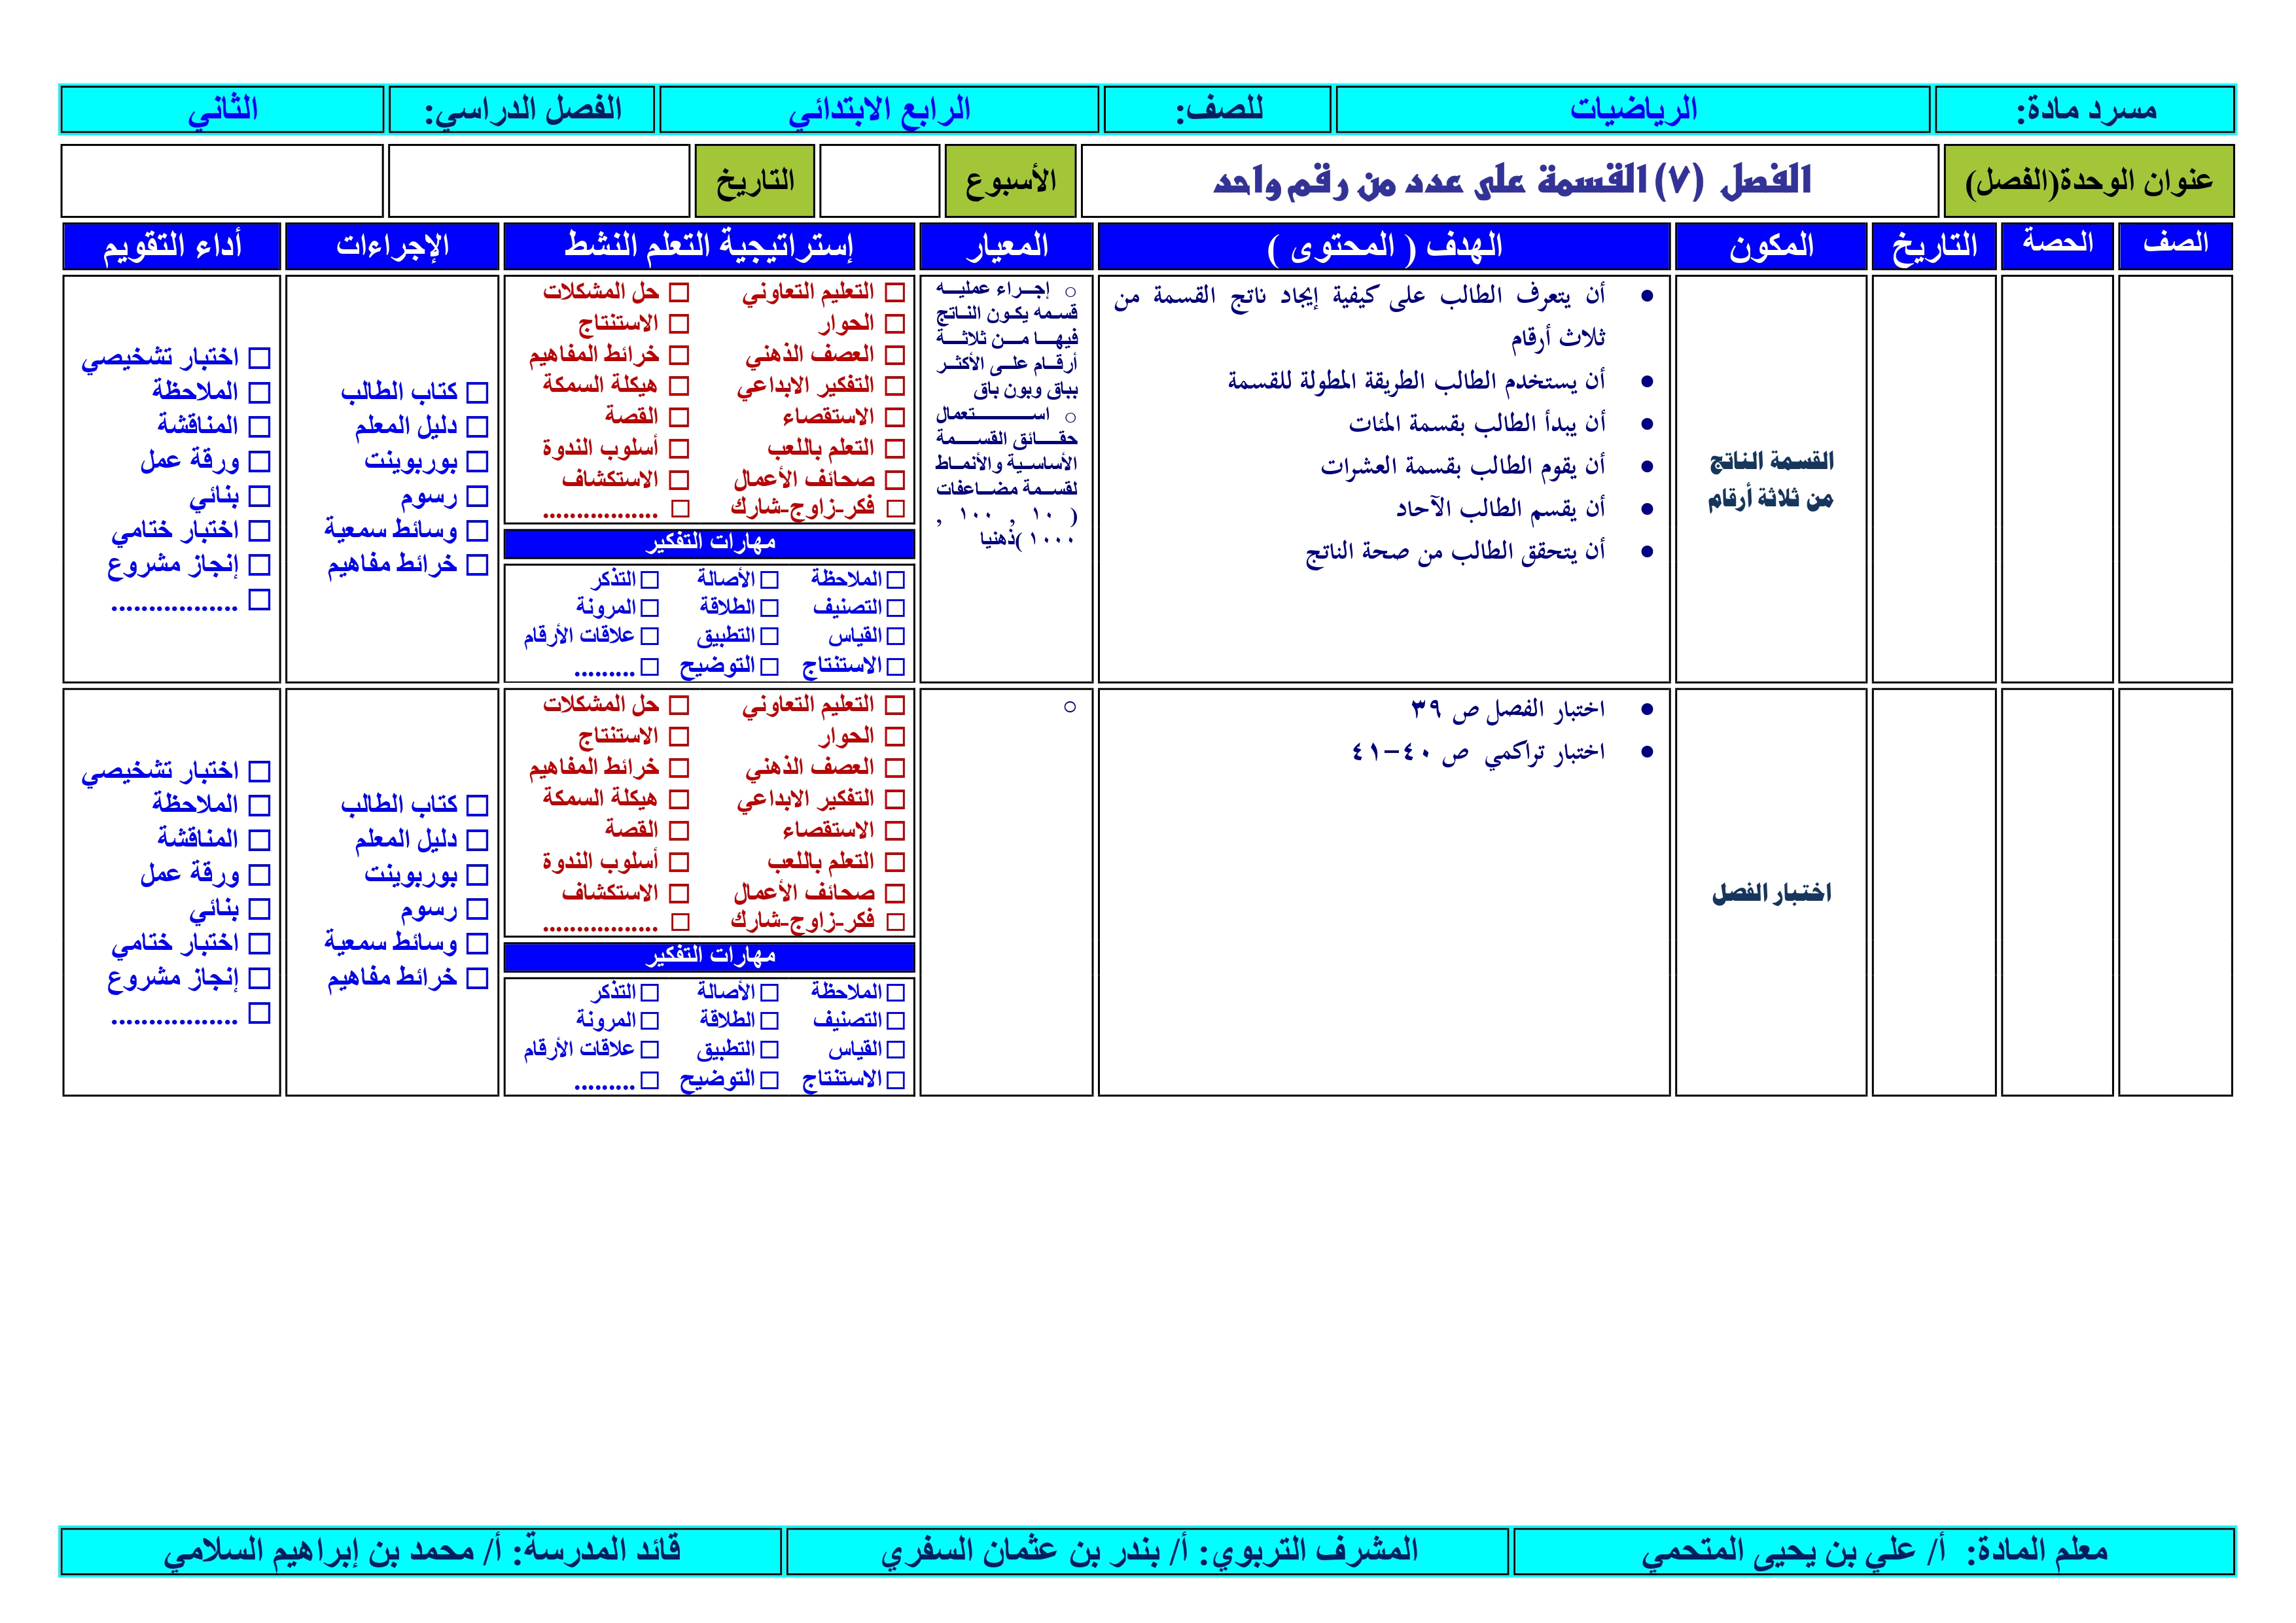 مسرد مادة: الرياضيات للصف: الرابع الابتدائي الفصل الدراسي: الثاني
عنوان الوحدة(الفصل) الفصل (٧) القسمة على عدد من رقم واحد الأسبوع التاريخ
الصف الحصة التاريخ المكون الهدف ( المحتوى ) المعيار إستراتيجية التعلم النشط الإجراءات أداء التقويم
القسمة الناتج
من ثلاثة أرقام
• أن يتعرف الطالب على كيفية إيجاد ناتج القسمة من
ثلاث أرقام
• أن يستخدم الطالب الطريقة المطولة للقسمة
• أن يبدأ الطالب بقسمة المئات
• أن يقوم الطالب بقسمة العشرات
• أن يقسم الطالب الآحاد
• أن يتحقق الطالب من صحة الناتج
○ إجراء عمليه
قسمه يكون الناتج
فيها من ثلاثة
أرقام على الأكثر
بباق وبون باق
○ استعمال
حقائق القسمة
الأساسية والأنماط
لقسمة مضاعفات
( ١٠ , ١٠٠ ,
١٠٠٠ )ذهنيا
□ التعليم التعاوني □ حل المشكلات
□ الحوار □ الاستنتاج
□ العصف الذهني □ خرائط المفاهيم
□ التفكير الابداعي □ هيكلة السمكة
□ الاستقصاء □ القصة
□ التعلم باللعب □ أسلوب الندوة
□ صحائف الأعمال □ الاستكشاف
□ فكر-زاوج-شارك □ .................
مهارات التفكير
□ الملاحظة □ الأصالة □ التذكر
□ التصنيف □ الطلاقة □ المرونة
□ القياس □ التطبيق □ علاقات الأرقام
□ الاستنتاج □ التوضيح □ .........
□ كتاب الطالب
□ دليل المعلم
□ بوربوينت
□ رسوم
□ وسائط سمعية
□ خرائط مفاهيم
□ اختبار تشخيصي
□ الملاحظة
□ المناقشة
□ ورقة عمل
□ بنائي
□ اختبار ختامي
□ إنجاز مشروع
□ .................
اختبار الفصل
• اختبار الفصل ص ٣٩
• اختبار تراكمي ص ٤٠-٤١
○
□ التعليم التعاوني □ حل المشكلات
□ الحوار □ الاستنتاج
□ العصف الذهني □ خرائط المفاهيم
□ التفكير الابداعي □ هيكلة السمكة
□ الاستقصاء □ القصة
□ التعلم باللعب □ أسلوب الندوة
□ صحائف الأعمال □ الاستكشاف
□ فكر-زاوج-شارك □ .................
مهارات التفكير
□ الملاحظة □ الأصالة □ التذكر
□ التصنيف □ الطلاقة □ المرونة
□ القياس □ التطبيق □ علاقات الأرقام
□ الاستنتاج □ التوضيح □ .........
□ كتاب الطالب
□ دليل المعلم
□ بوربوينت
□ رسوم
□ وسائط سمعية
□ خرائط مفاهيم
□ اختبار تشخيصي
□ الملاحظة
□ المناقشة
□ ورقة عمل
□ بنائي
□ اختبار ختامي
□ إنجاز مشروع
□ .................
معلم المادة: أ/ علي بن يحيى المتحمي المشرف التربوي: أ/ بندر بن عثمان السفري قائد المدرسة: أ/ محمد بن إبراهيم السلامي